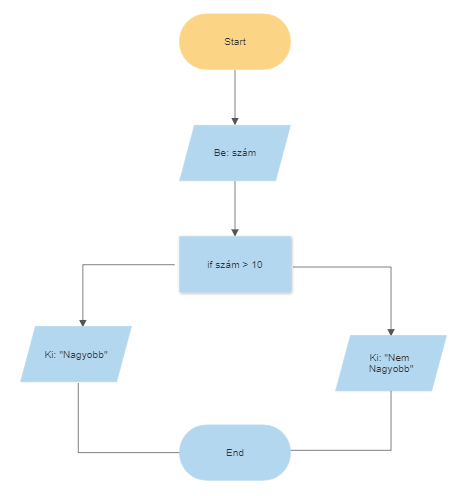 Start
Be: szám
if szám > 10
Ki: "Nagyobb"
Ki: "Nem
Nagyobb"
End